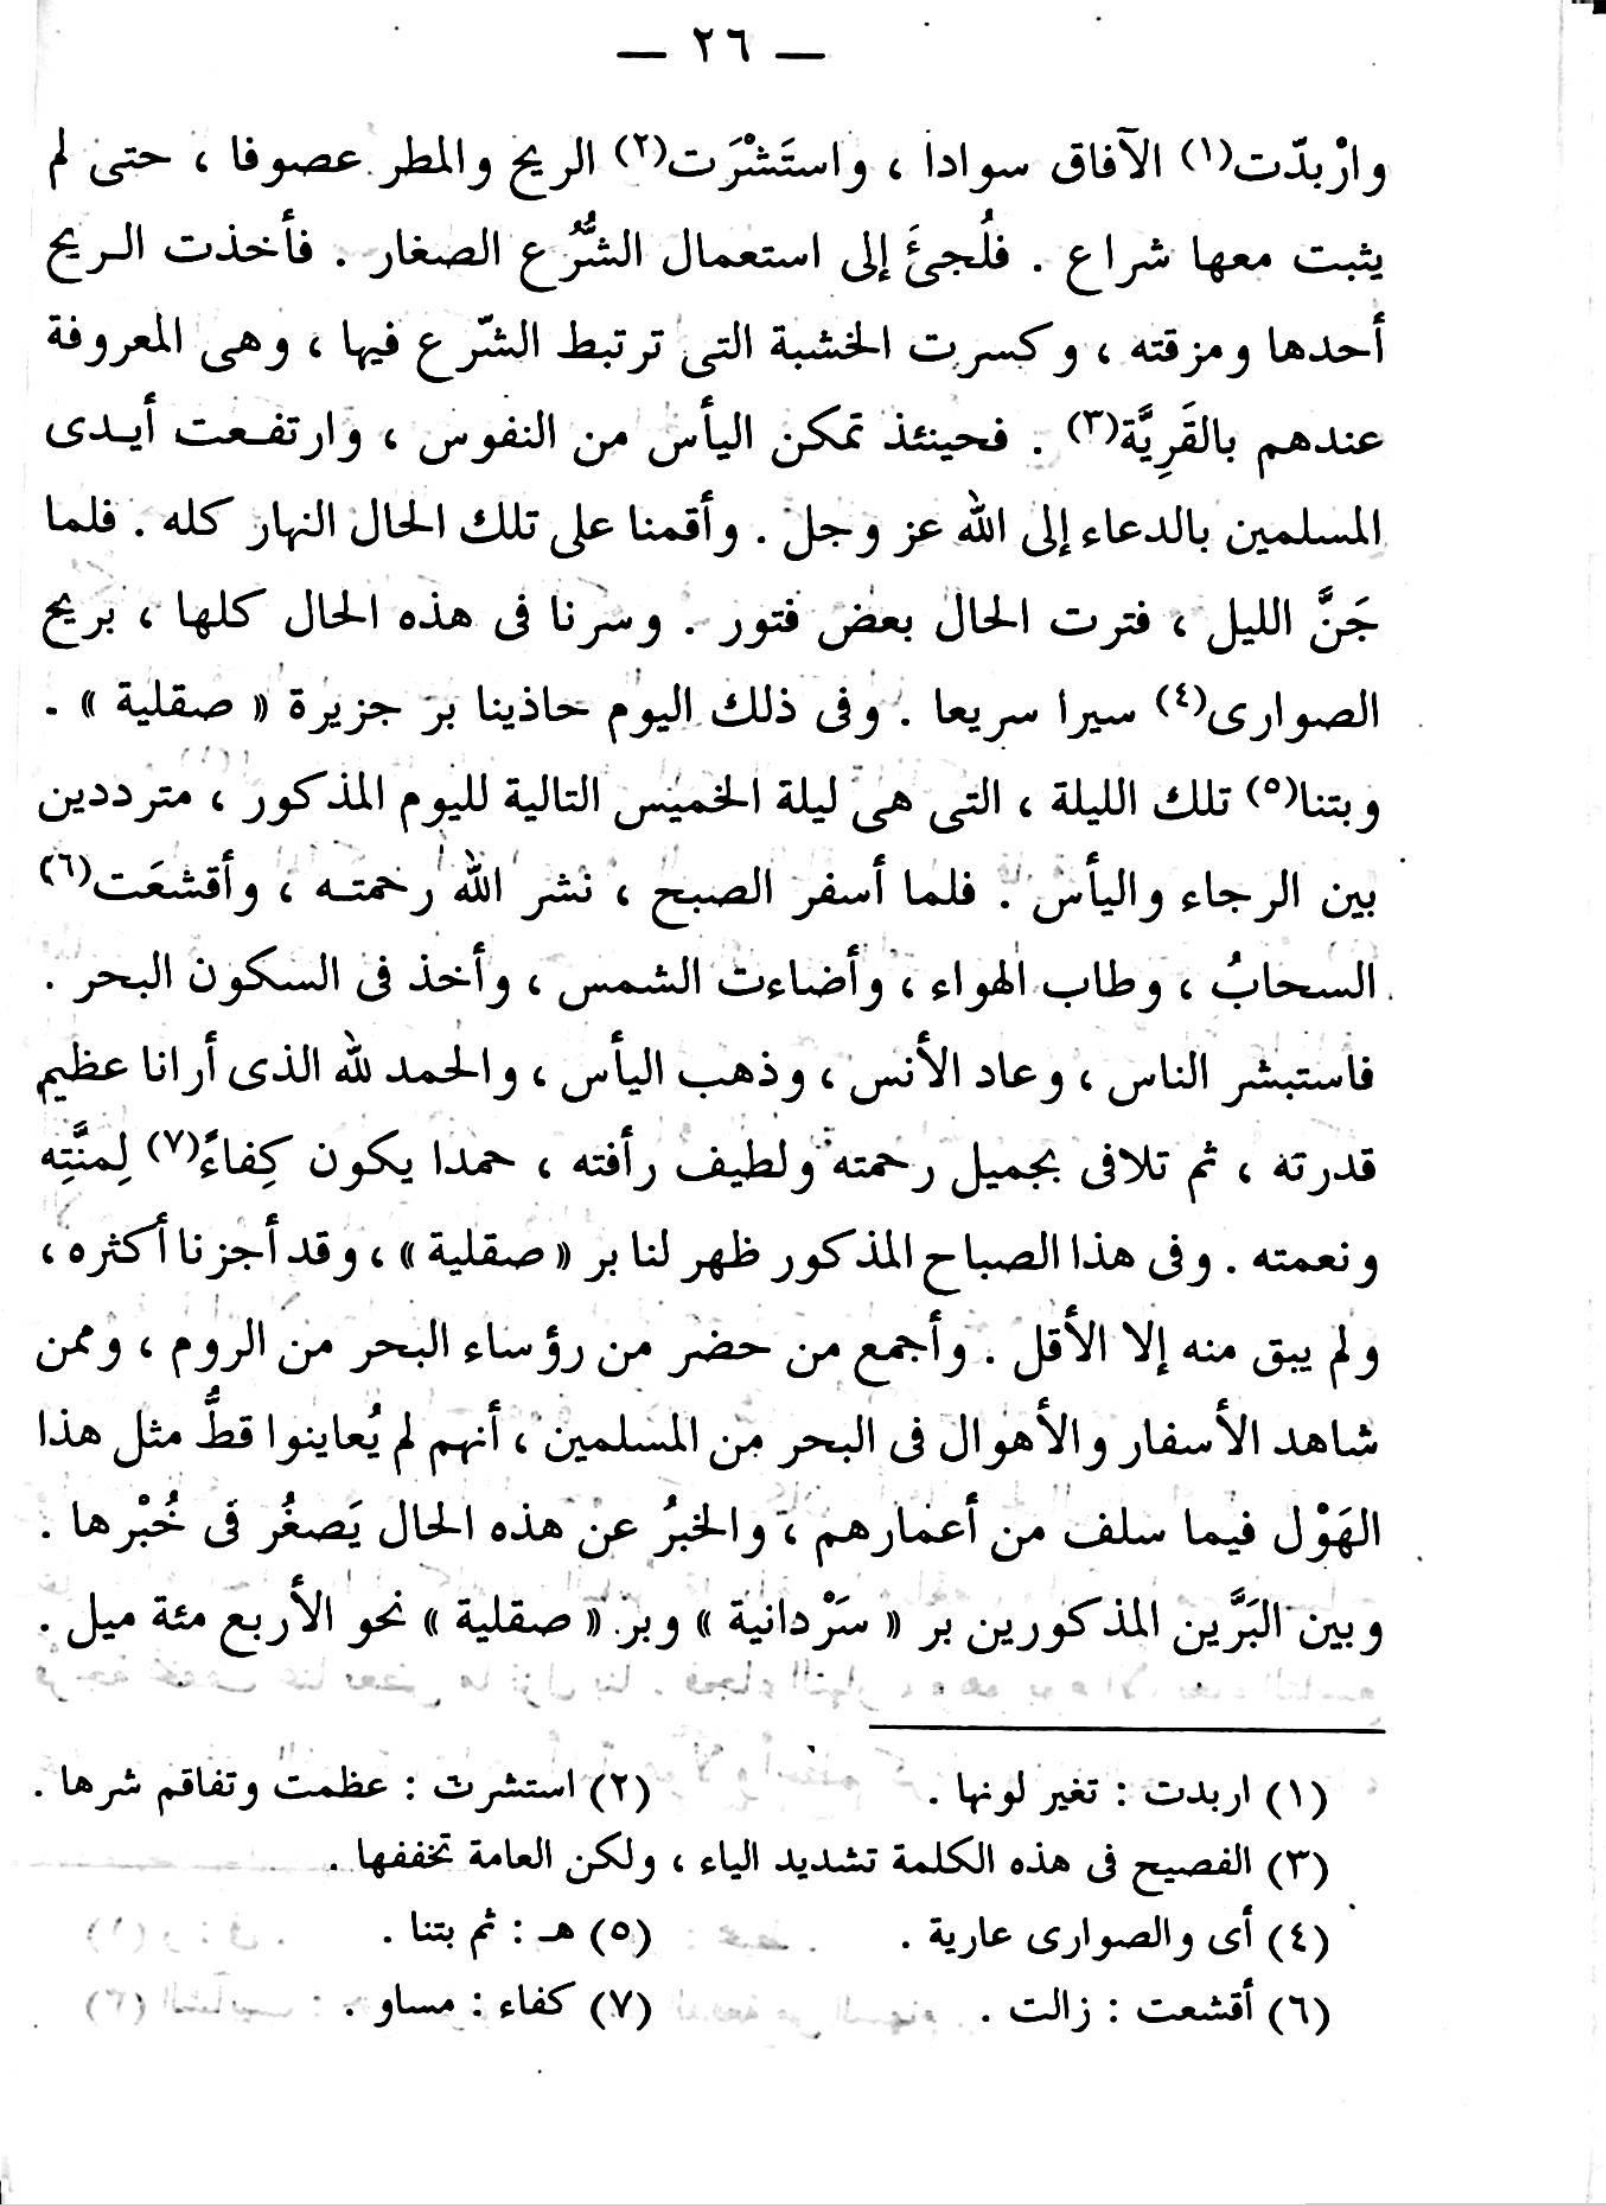 — ٢٦ —
وارْبدّت(١) الآفاق سوادا ، واستَشْرَت(٢) الريح والمطر عصوفا ، حتى لم
يثبت معها شراع . فلُجئَ إلى استعمال الشُّرُع الصغار . فأخذت الريح
أحدها ومزقته ، وكسرت الخشبة التى ترتبط الشّرع فيها ، وهى المعروفة
عندهم بالقَرِيَّة(٣) . فحينئذ تمكن اليأس من النفوس ، وارتفعت أيدى
المسلمين بالدعاء إلى الله عز وجل . وأقمنا على تلك الحال النهار كله . فلما
جَنَّ الليل ، فترت الحال بعض فتور . وسرنا فى هذه الحال كلها ، بريح
الصوارى(٤) سيرا سريعا . وفى ذلك اليوم حاذينا بر جزيرة « صقلية » .
وبتنا(٥) تلك الليلة ، التى هى ليلة الخميس التالية لليوم المذكور ، مترددين
بين الرجاء واليأس . فلما أسفر الصبح ، نشر الله رحمته ، وأقشعَت(٦)
السحابُ ، وطاب الهواء ، وأضاءت الشمس ، وأخذ فى السكون البحر .
فاستبشر الناس ، وعاد الأنس ، وذهب اليأس ، والحمد لله الذى أرانا عظيم
قدرته ، ثم تلافى بجميل رحمته ولطيف رأفته ، حمدا يكون كِفاءً(٧) لِمنَّتِه
ونعمته . وفى هذا الصباح المذكور ظهر لنا بر « صقلية » ، وقد أجزنا أكثره ،
ولم يبق منه إلا الأقل . وأجمع من حضر من رؤساء البحر من الروم ، وممن
شاهد الأسفار والأهوال فى البحر من المسلمين ، أنهم لم يُعاينوا قطُّ مثل هذا
الهَوْل فيما سلف من أعمارهم ، والخبرُ عن هذه الحال يَصغُر فى خُبْرها .
وبين البَرَّين المذكورين بر « سَرْدانية » وبر « صقلية » نحو الأربع مئة ميل .
(١) اربدت : تغير لونها . (٢) استشرت : عظمت وتفاقم شرها .
(٣) الفصيح فى هذه الكلمة تشديد الياء ، ولكن العامة تخففها .
(٤) أى والصوارى عارية . (٥) هـ : ثم بتنا .
(٦) أقشعت : زالت . (٧) كفاء : مساو .